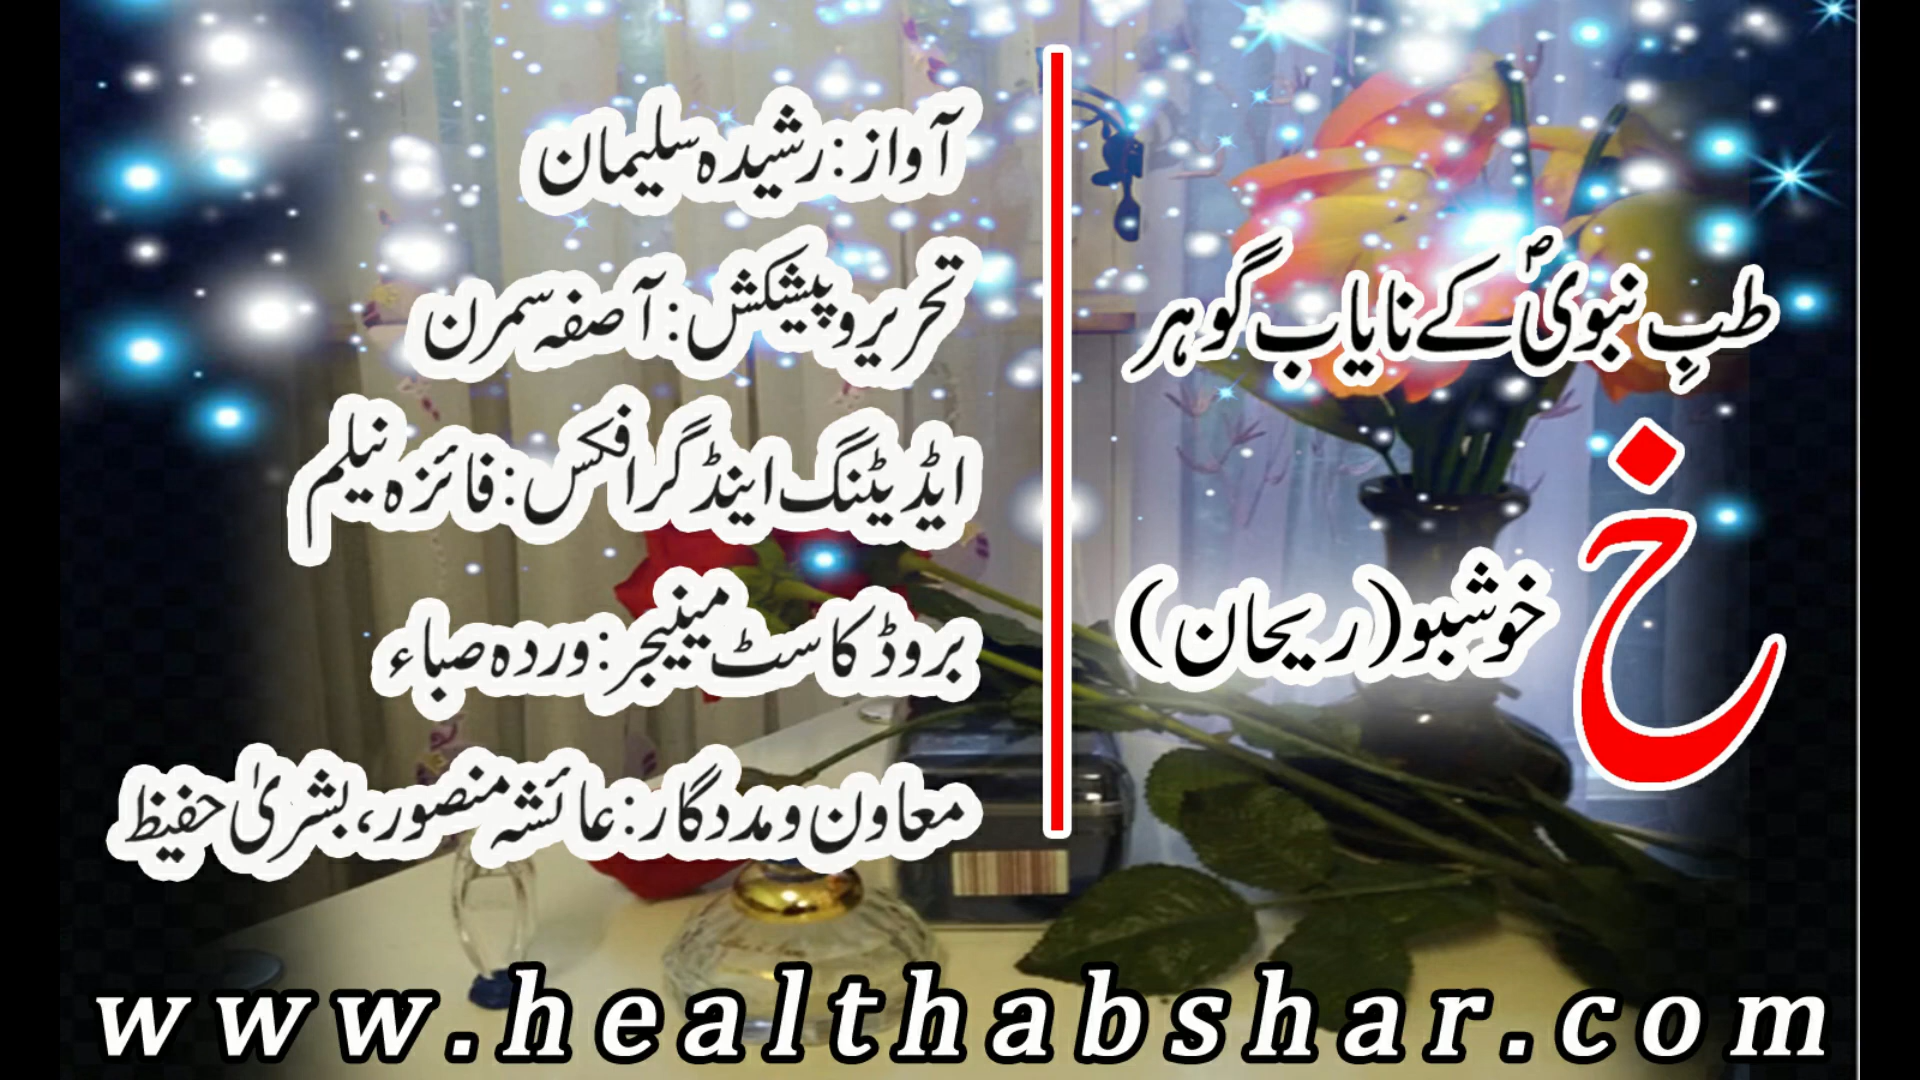 طبِ نبویؐ کے نایاب گوہر
خ
خوشبو (ریحان)
آواز: رشیدہ سلیمان
تحریر و پیشکش: آصفہ سمرن
ایڈیٹنگ اینڈ گرافکس: فائزہ نیلم
بروڈ کاسٹ مینیجر: وردہ صباء
معاون و مددگار: عائشہ منصور، بشریٰ حفیظ
www.healthabshar.com